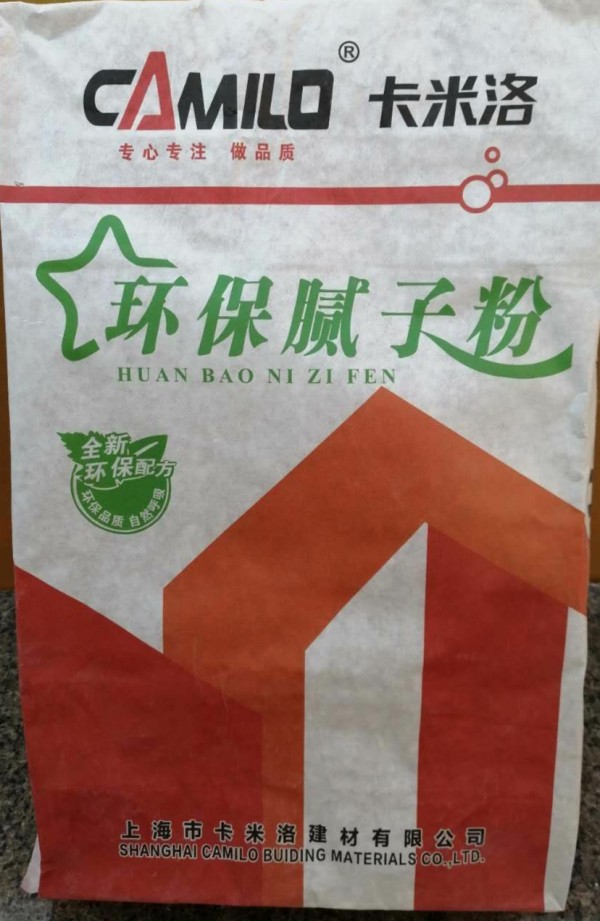 CAMILO® 卡米洛
专心专注 做品质
环保腻子粉
HUAN BAO NI ZI FEN
全新
环保配方
环保品质 自然呼吸
上海市卡米洛建材有限公司
SHANGHAI CAMILO BUIDING MATERIALS CO.,LTD.